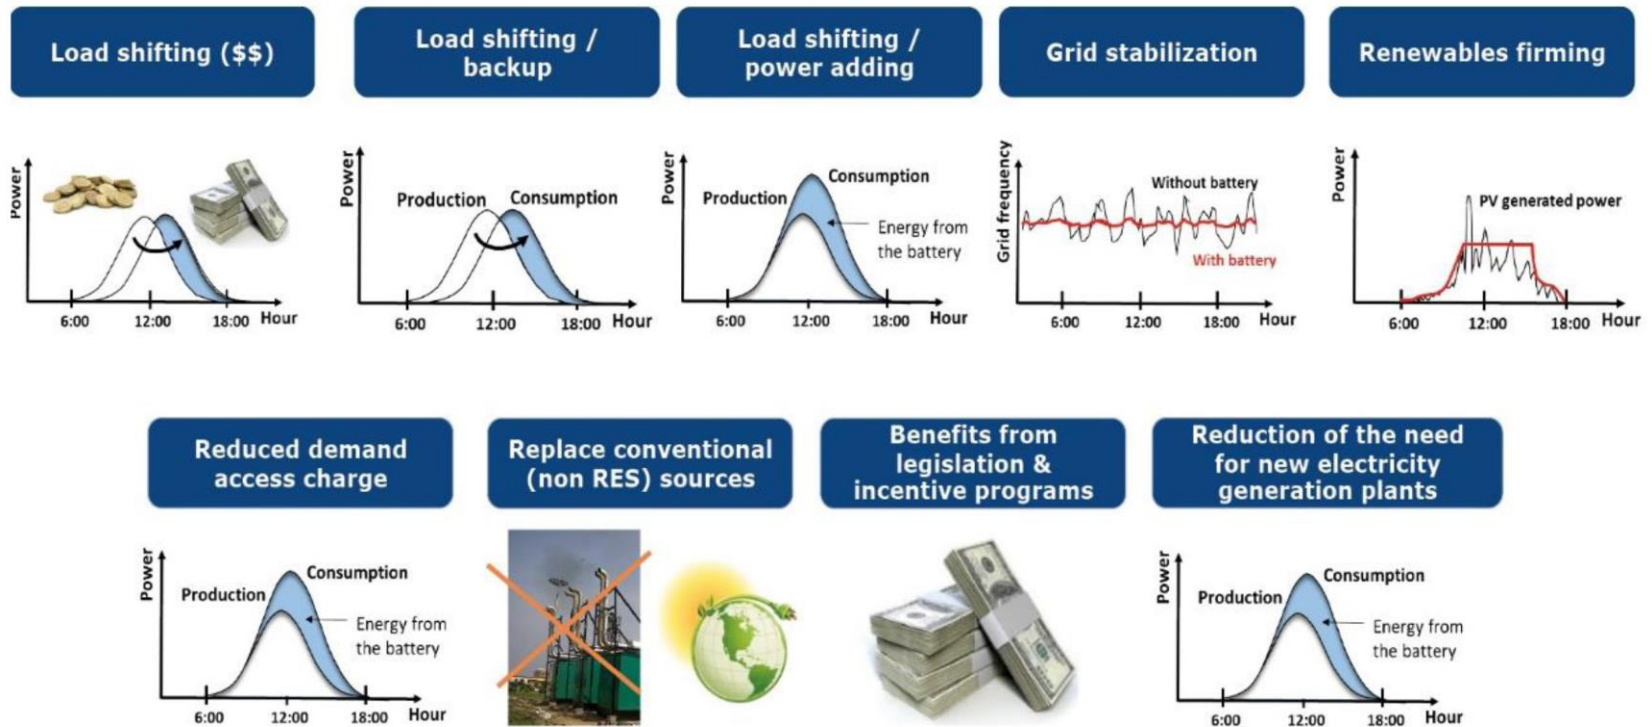 Load shifting ($$)
Load shifting /
backup
Load shifting /
power adding
Grid stabilization
Renewables firming
Power
6:00
12:00
18:00
Hour
Power
Production
Consumption
6:00
12:00
18:00
Hour
Power
Production
Consumption
Energy from
the battery
6:00
12:00
18:00
Hour
Grid frequency
Without battery
With battery
6:00
12:00
18:00
Hour
Power
PV generated power
6:00
12:00
18:00
Hour
Reduced demand
access charge
Replace conventional
(non RES) sources
Benefits from
legislation &
incentive programs
Reduction of the need
for new electricity
generation plants
Power
Production
Consumption
Energy from
the battery
6:00
12:00
18:00
Hour
Power
Production
Consumption
Energy from
the battery
6:00
12:00
18:00
Hour